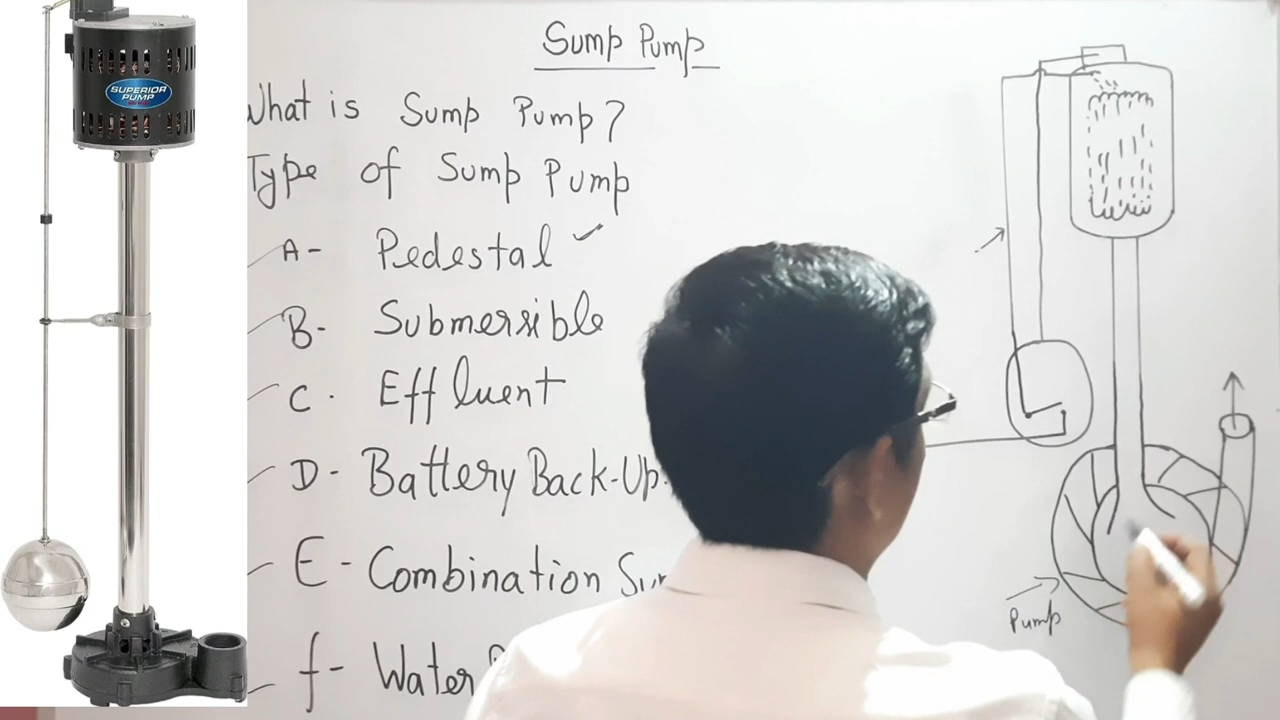 Sump Pump
SUPERIOR
PUMP
What is Sump Pump?
Type of Sump Pump
A- Pedestal ✓
B- Submersible
C. Effluent
D- Battery Back-Up.
E- Combination
f- Water
Pump